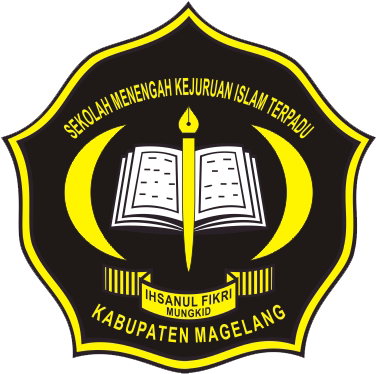 SEKOLAH MENENGAH KEJURUAN ISLAM TERPADU
IHSANUL FIKRI
MUNGKID
KABUPATEN MAGELANG